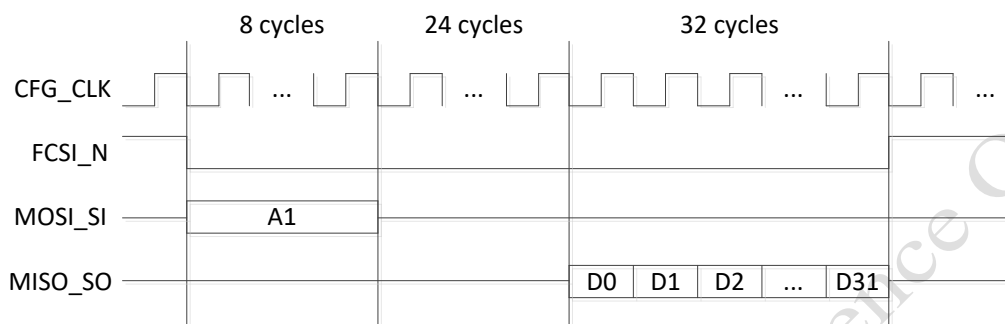 8 cycles 24 cycles 32 cycles
CFG_CLK ... ... ... ...
FCSI_N
MOSI_SI A1
MISO_SO D0 D1 D2 ... D31